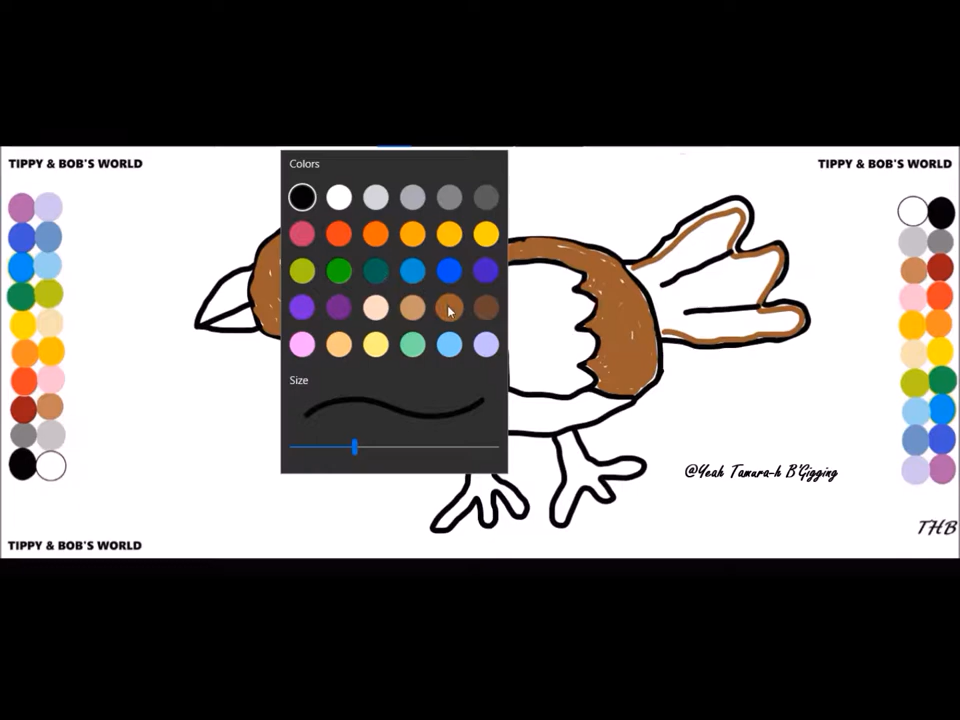 TIPPY & BOB'S WORLD
TIPPY & BOB'S WORLD
Colors
Size
@Yeah Tamura-h B'Gigging
THB
TIPPY & BOB'S WORLD